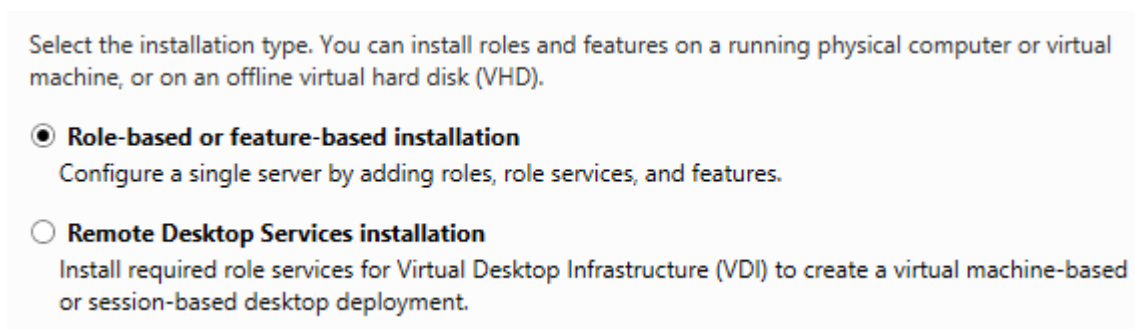 Select the installation type. You can install roles and features on a running physical computer or virtual
machine, or on an offline virtual hard disk (VHD).
Role-based or feature-based installation
Configure a single server by adding roles, role services, and features.
Remote Desktop Services installation
Install required role services for Virtual Desktop Infrastructure (VDI) to create a virtual machine-based
or session-based desktop deployment.